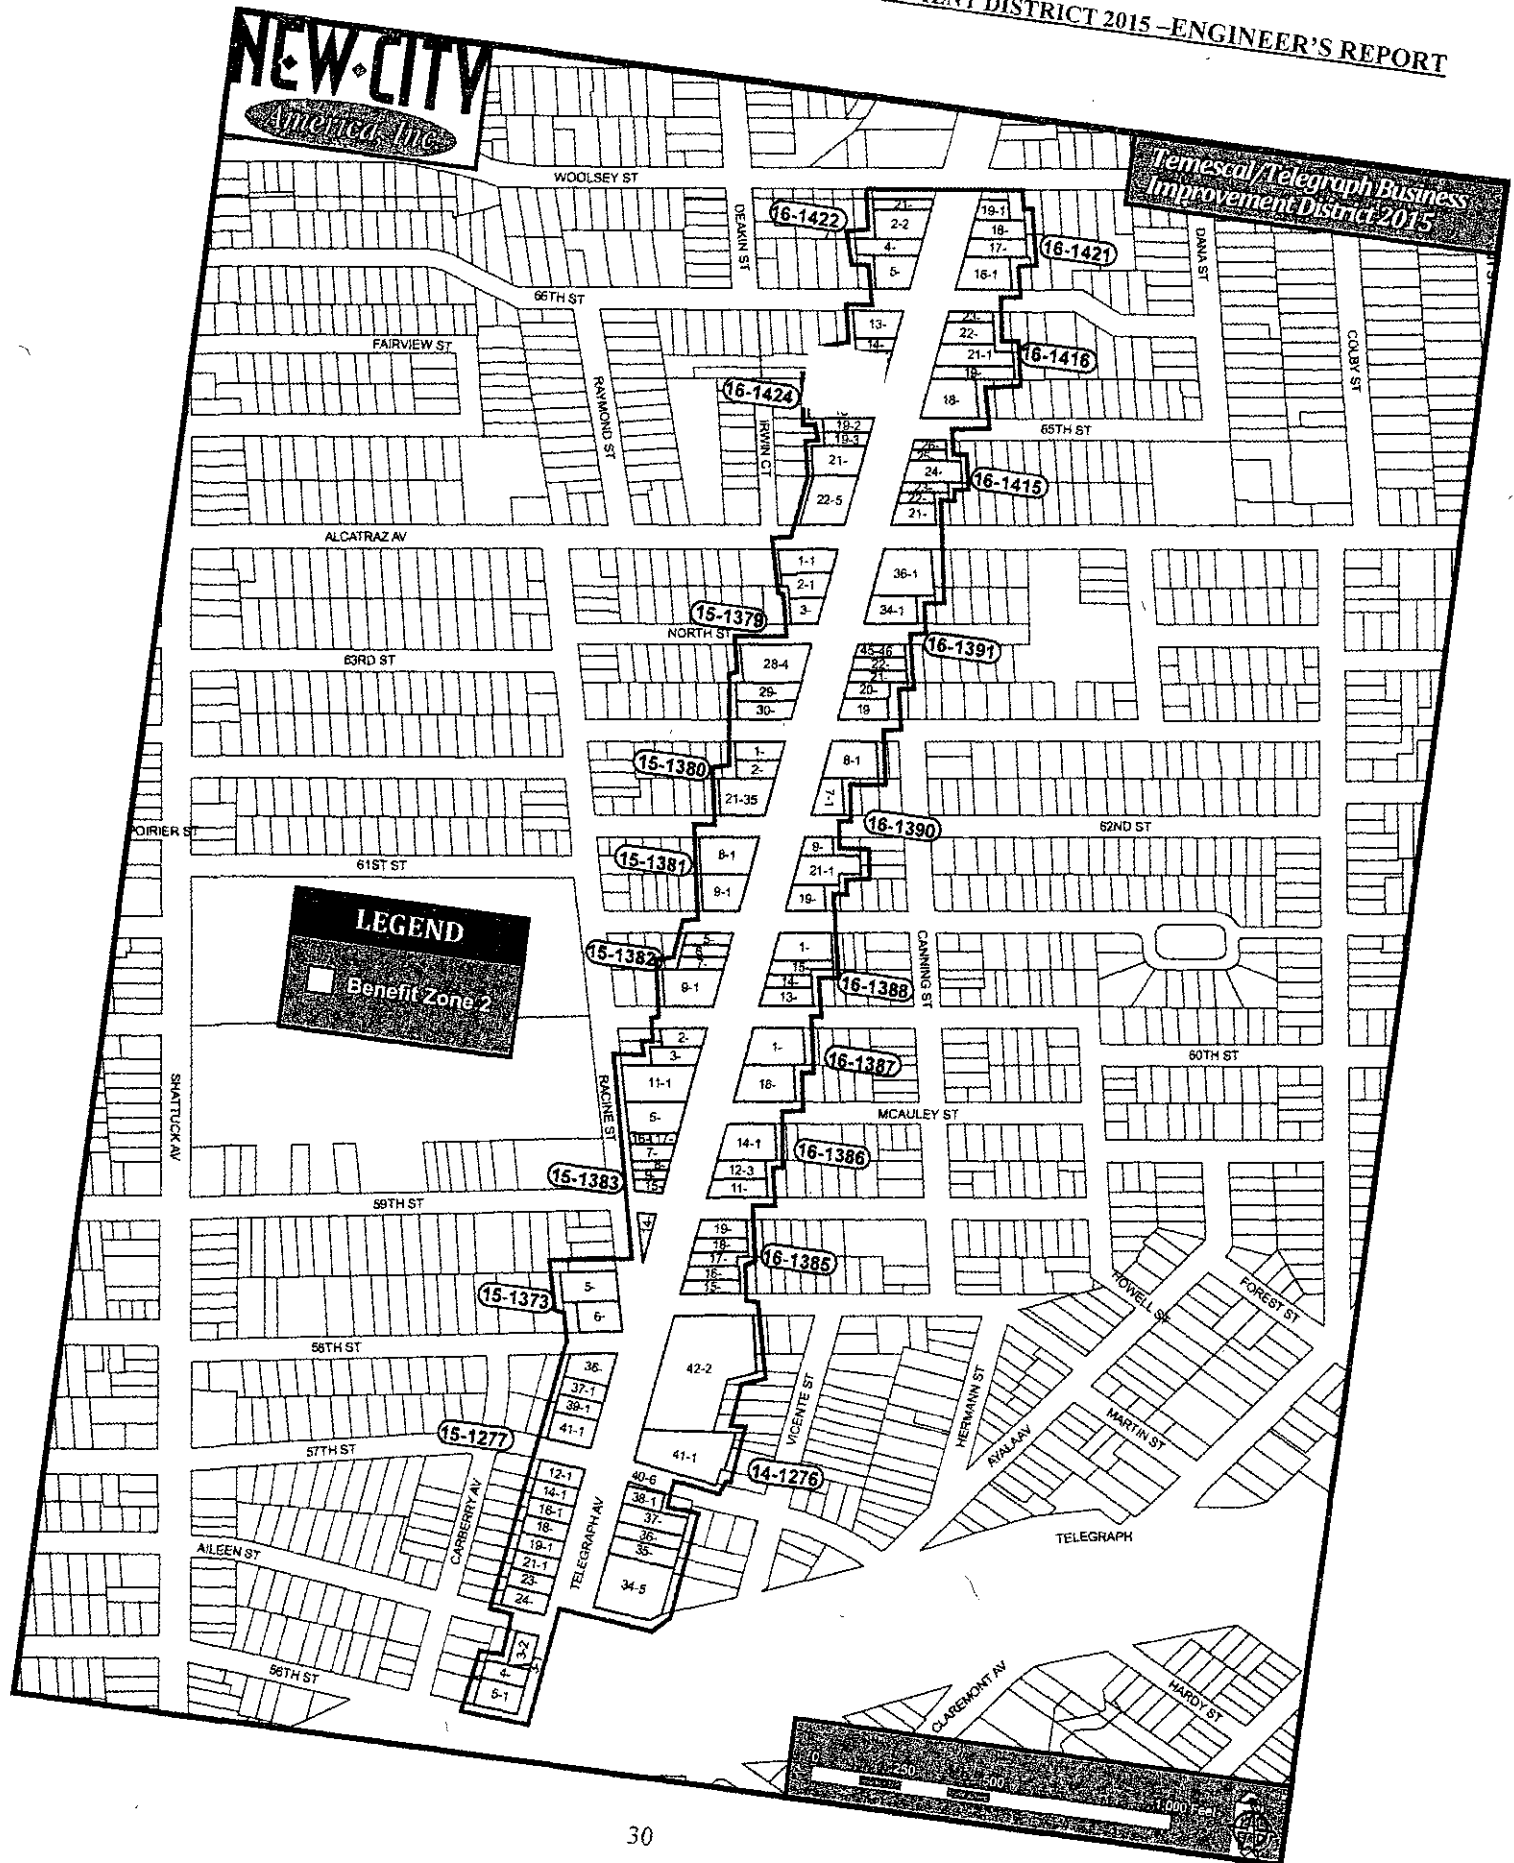 DISTRICT 2015 –ENGINEER'S REPORT
NEW CITY
America, Inc
Temescal/Telegraph Business
Improvement District 2015
WOOLSEY ST
DEAKIN ST
16-1422
21-
2-2
4-
5-
19-1
18-
17-
16-1
16-1421
DANA ST
COLBY ST
66TH ST
FAIRVIEW ST
RAYMOND ST
13-
14-
23-
22-
21-1
19-
18-
16-1416
16-1424
IRWIN CT
65TH ST
19-2
19-3
21-
22-5
26-
25-
24-
23-
22-
21-
16-1415
ALCATRAZ AV
1-1
2-1
3-
36-1
34-1
15-1379
NORTH ST
16-1391
63RD ST
28-4
29-
30-
45-46
22-
21-
20-
19
15-1380
1-
2-
21-35
8-1
7-1
POIRIER ST
16-1390
62ND ST
61ST ST
15-1381
8-1
9-1
9-
21-1
19-
LEGEND
Benefit Zone 2
15-1382
5-
6-
7-
9-1
1-
15-
14-
13-
16-1388
CANNING ST
2-
3-
11-1
5-
7-
8-
9-
15-
1-
18-
16-1387
60TH ST
SHATTUCK AV
RACINE ST
MCAULEY ST
14-1
12-3
11-
16-1386
15-1383
59TH ST
14-
19-
18-
17-
16-
15-
16-1385
15-1373
5-
6-
HOWELL ST
FOREST ST
58TH ST
36-
37-1
39-1
41-1
42-2
VICENTE ST
HERMANN ST
AYALA AV
MARTIN ST
15-1277
57TH ST
41-1
14-1276
CARBERRY AV
12-1
14-1
16-1
18-
19-1
21-1
23-
24-
TELEGRAPH AV
40-6
38-1
37-
36-
35-
34-5
TELEGRAPH
AILEEN ST
56TH ST
3-2
4-
5-1
CLAREMONT AV
HARDY ST
0
250
500
1,000 Feet
30